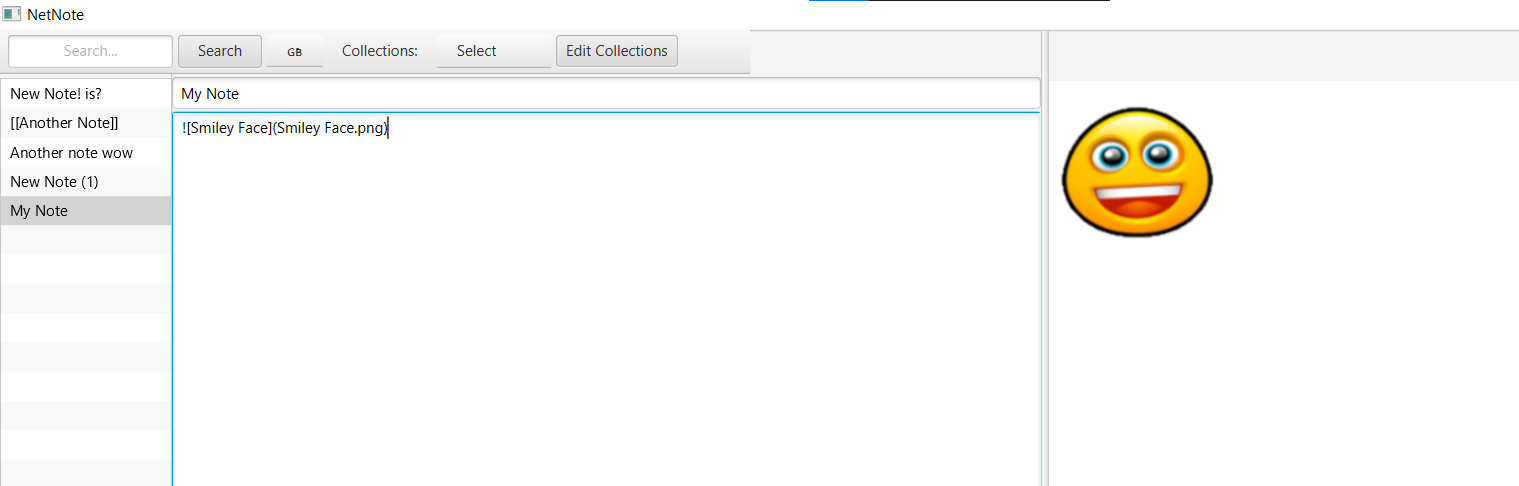 NetNote
Search... Search GB Collections: Select Edit Collections
New Note! is?
[[Another Note]]
Another note wow
New Note (1)
My Note
My Note
![Smiley Face](Smiley Face.png)